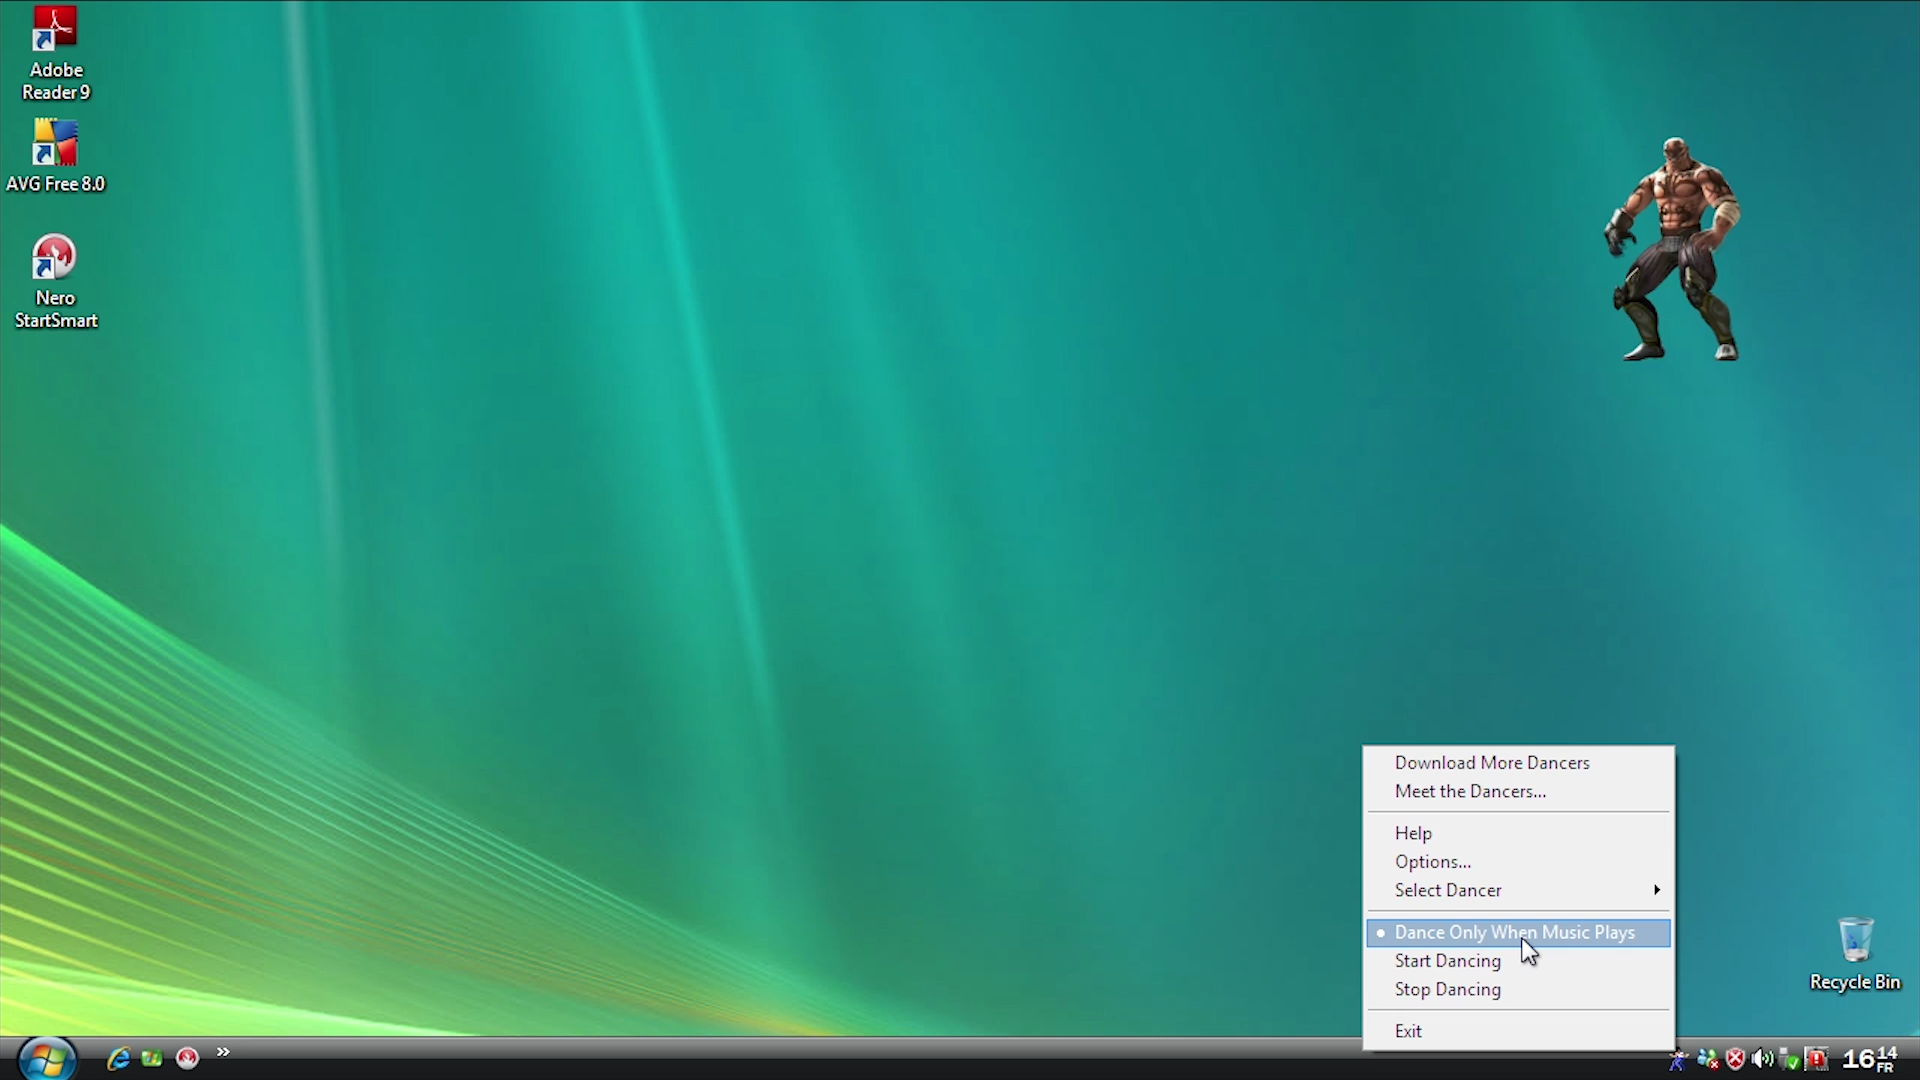 Adobe
Reader 9
AVG Free 8.0
Nero
StartSmart
Download More Dancers
Meet the Dancers...
Help
Options...
Select Dancer
Dance Only When Music Plays
Start Dancing
Stop Dancing
Exit
Recycle Bin
»
16 14
FR